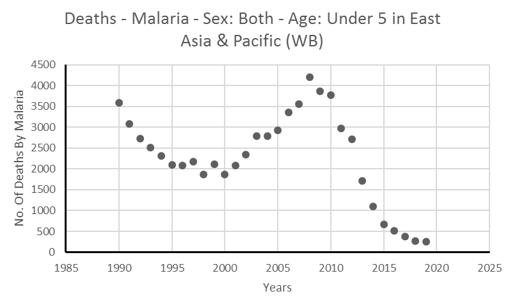 Deaths - Malaria - Sex: Both - Age: Under 5 in East
Asia & Pacific (WB)
No. Of Deaths By Malaria
4500
4000
3500
3000
2500
2000
1500
1000
500
0
1985 1990 1995 2000 2005 2010 2015 2020 2025
Years